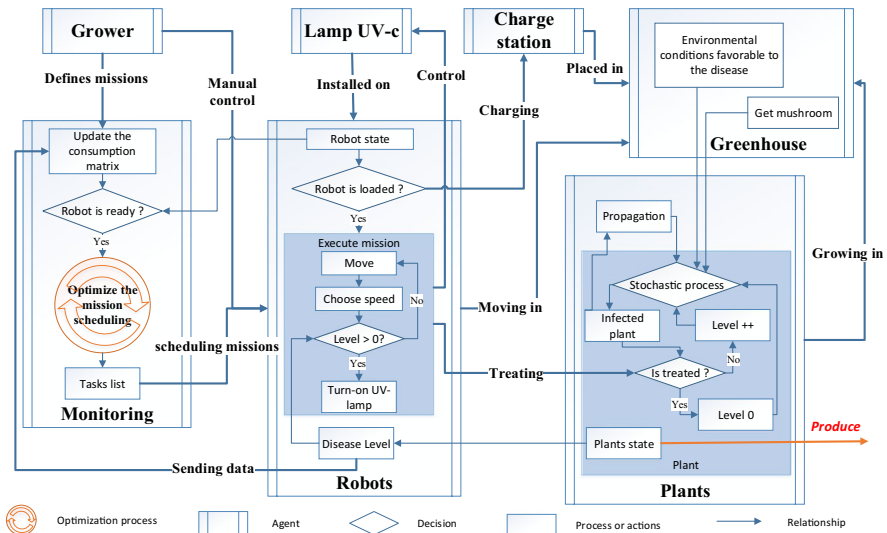 Grower
Lamp UV-c
Charge
station
Environmental
conditions favorable to
the disease
Get mushroom
Greenhouse
Defines missions
Manual
control
Installed on
Control
Charging
Placed in
Update the
consumption
matrix
Robot is ready ?
Yes
Optimize the
mission
scheduling
Tasks list
Monitoring
scheduling missions
Sending data
Robot state
Robot is loaded ?
Yes
Execute mission
Move
Choose speed
No
Level > 0?
Yes
Turn-on UV-
lamp
Disease Level
Robots
Moving in
Treating
Growing in
Propagation
Stochastic process
Infected
plant
Level ++
No
Is treated ?
Yes
Level 0
Plants state
Produce
Plant
Plants
Optimization process
Agent
Decision
Process or actions
Relationship